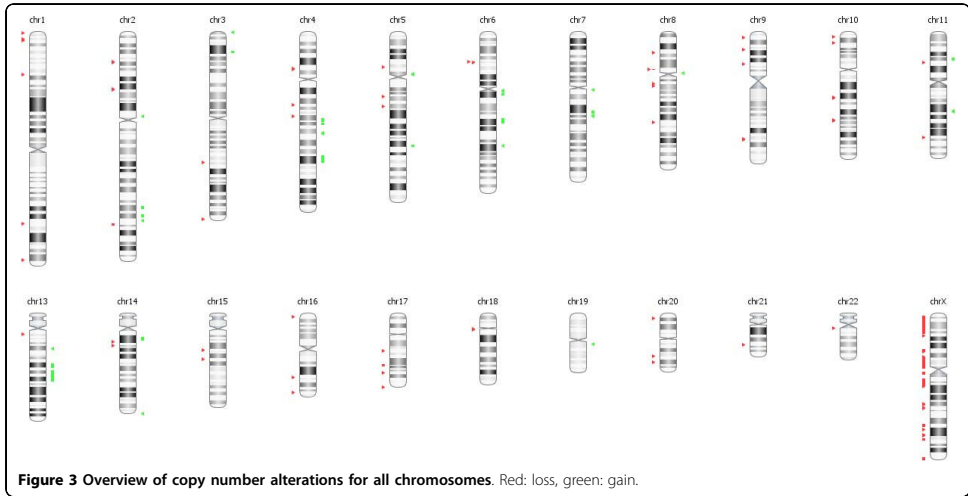 chr1 chr2 chr3 chr4 chr5 chr6 chr7 chr8 chr9 chr10 chr11
chr13 chr14 chr15 chr16 chr17 chr18 chr19 chr20 chr21 chr22 chrX
Figure 3 Overview of copy number alterations for all chromosomes. Red: loss, green: gain.